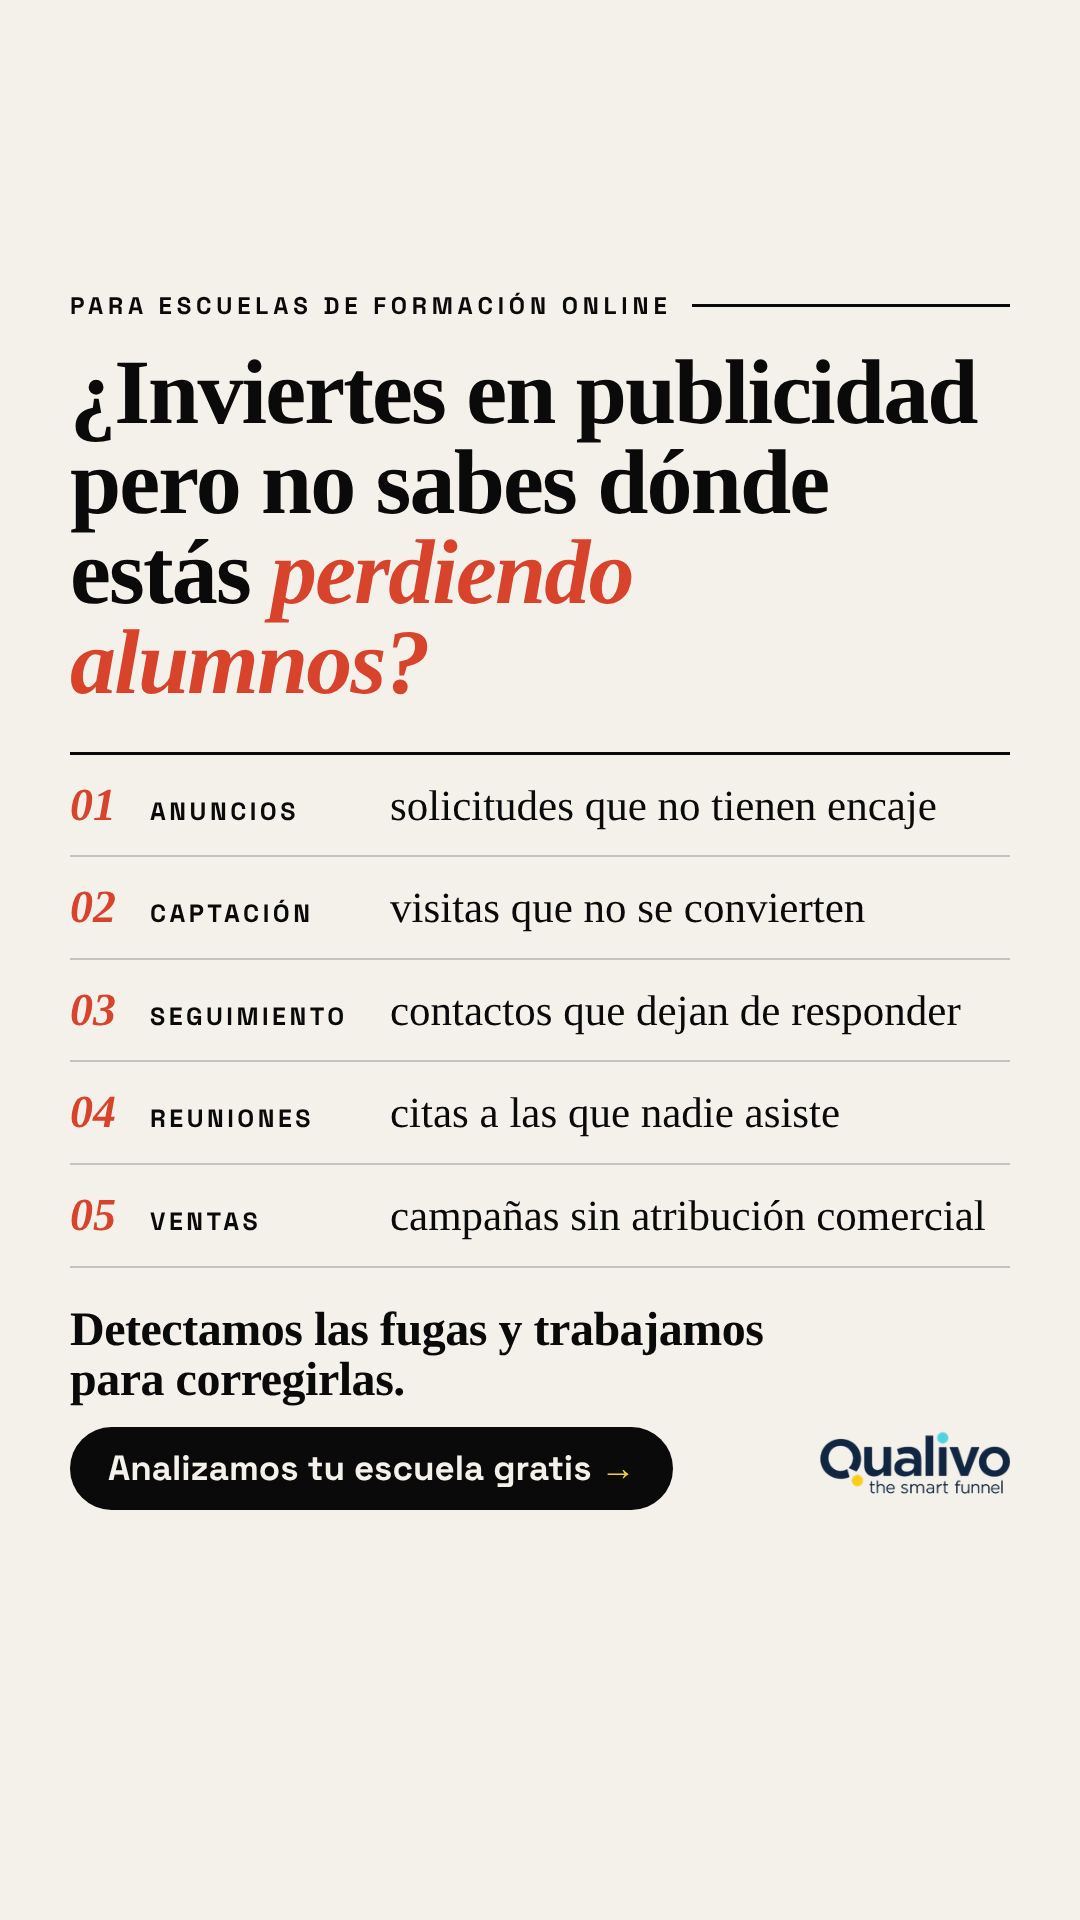 PARA ESCUELAS DE FORMACIÓN ONLINE
¿Inviertes en publicidad
pero no sabes dónde
estás perdiendo
alumnos?
01 ANUNCIOS solicitudes que no tienen encaje
02 CAPTACIÓN visitas que no se convierten
03 SEGUIMIENTO contactos que dejan de responder
04 REUNIONES citas a las que nadie asiste
05 VENTAS campañas sin atribución comercial
Detectamos las fugas y trabajamos
para corregirlas.
Analizamos tu escuela gratis →
Qualivo
the smart funnel